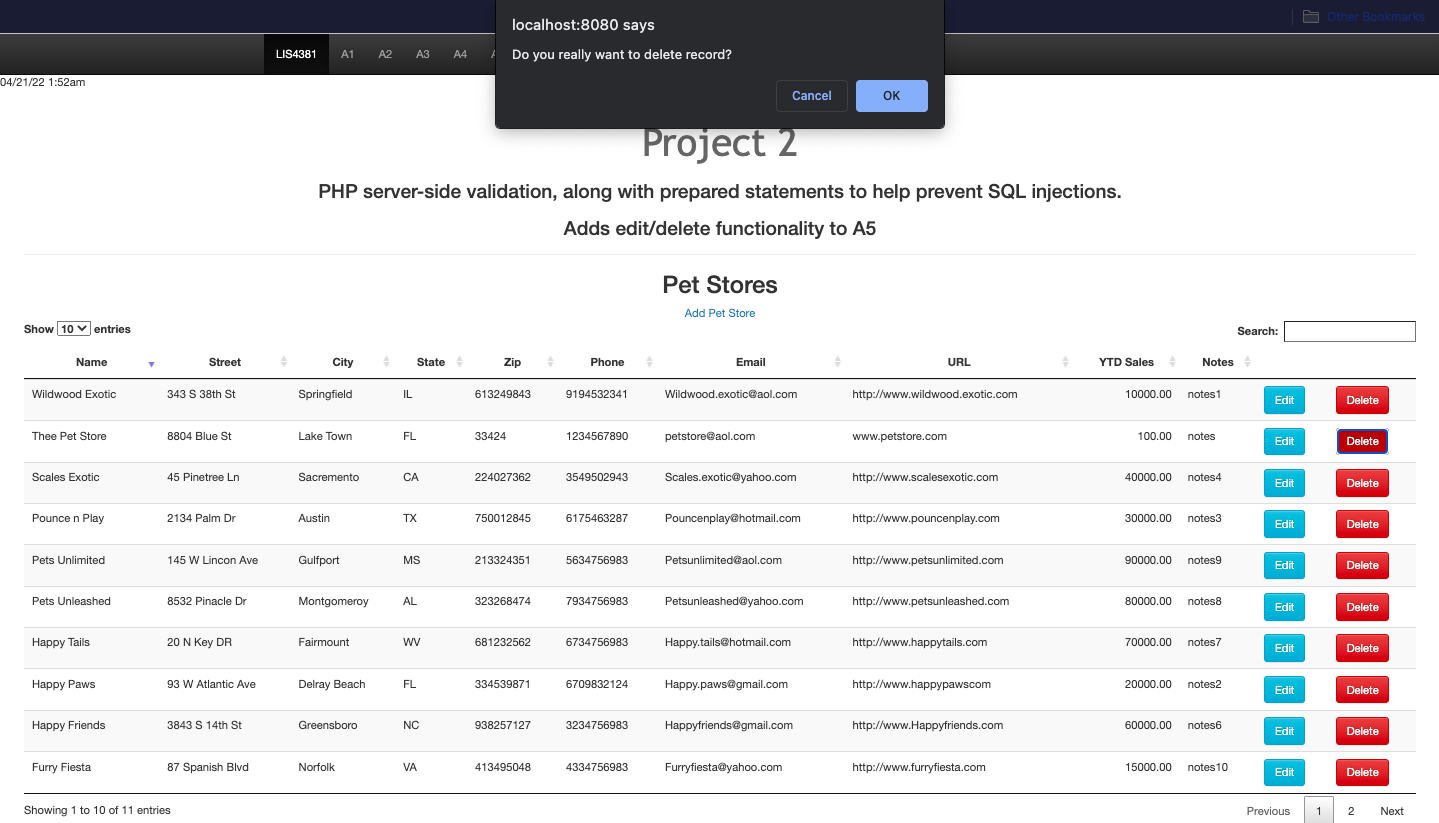 Other Bookmarks
localhost:8080 says
Do you really want to delete record?
Cancel OK
LIS4381 A1 A2 A3 A4
04/21/22 1:52am
Project 2
PHP server-side validation, along with prepared statements to help prevent SQL injections.
Adds edit/delete functionality to A5
Pet Stores
Add Pet Store
Show 10 entries Search:
Name Street City State Zip Phone Email URL YTD Sales Notes
Wildwood Exotic 343 S 38th St Springfield IL 613249843 9194532341 Wildwood.exotic@aol.com http://www.wildwood.exotic.com 10000.00 notes1 Edit Delete
Thee Pet Store 8804 Blue St Lake Town FL 33424 1234567890 petstore@aol.com www.petstore.com 100.00 notes Edit Delete
Scales Exotic 45 Pinetree Ln Sacremento CA 224027362 3549502943 Scales.exotic@yahoo.com http://www.scalesexotic.com 40000.00 notes4 Edit Delete
Pounce n Play 2134 Palm Dr Austin TX 750012845 6175463287 Pouncenplay@hotmail.com http://www.pouncenplay.com 30000.00 notes3 Edit Delete
Pets Unlimited 145 W Lincon Ave Gulfport MS 213324351 5634756983 Petsunlimited@aol.com http://www.petsunlimited.com 90000.00 notes9 Edit Delete
Pets Unleashed 8532 Pinacle Dr Montgomeroy AL 323268474 7934756983 Petsunleashed@yahoo.com http://www.petsunleashed.com 80000.00 notes8 Edit Delete
Happy Tails 20 N Key DR Fairmount WV 681232562 6734756983 Happy.tails@hotmail.com http://www.happytails.com 70000.00 notes7 Edit Delete
Happy Paws 93 W Atlantic Ave Delray Beach FL 334539871 6709832124 Happy.paws@gmail.com http://www.happypawscom 20000.00 notes2 Edit Delete
Happy Friends 3843 S 14th St Greensboro NC 938257127 3234756983 Happyfriends@gmail.com http://www.Happyfriends.com 60000.00 notes6 Edit Delete
Furry Fiesta 87 Spanish Blvd Norfolk VA 413495048 4334756983 Furryfiesta@yahoo.com http://www.furryfiesta.com 15000.00 notes10 Edit Delete
Showing 1 to 10 of 11 entries Previous 1 2 Next